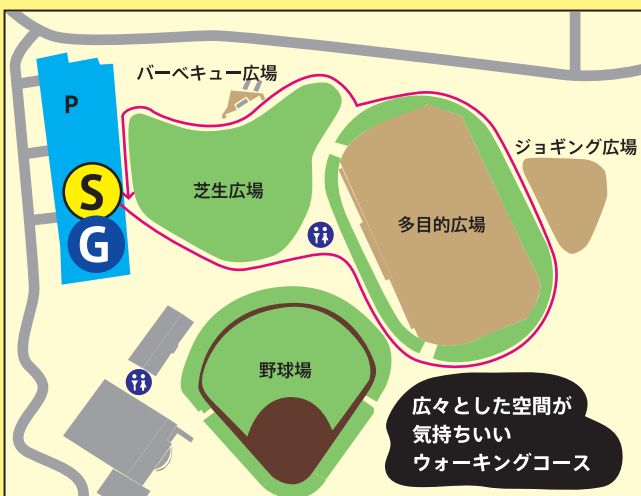 バーベキュー広場
P
ジョギング広場
S
芝生広場
多目的広場
G
野球場
広々とした空間が
気持ちいい
ウォーキングコース